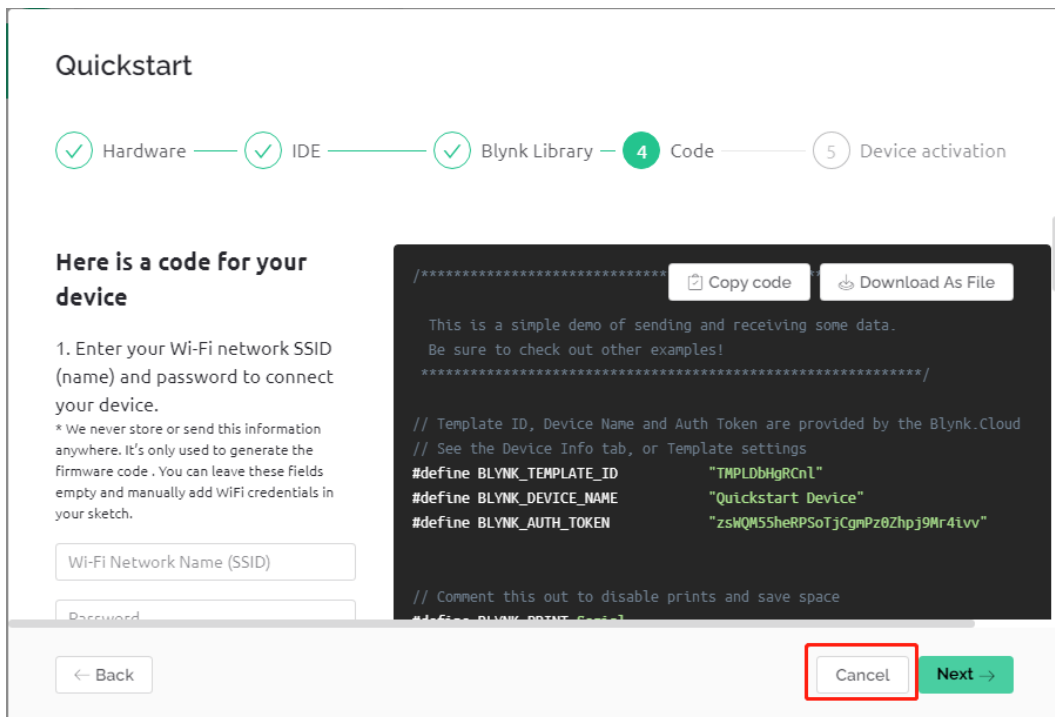 Quickstart
Hardware
IDE
Blynk Library
4
Code
5
Device activation
Here is a code for your
device
1. Enter your Wi-Fi network SSID
(name) and password to connect
your device.
* We never store or send this information
anywhere. It's only used to generate the
firmware code . You can leave these fields
empty and manually add WiFi credentials in
your sketch.
Wi-Fi Network Name (SSID)
Password
Copy code
Download As File
This is a simple demo of sending and receiving some data.
Be sure to check out other examples!
*************************************************************/
// Template ID, Device Name and Auth Token are provided by the Blynk.Cloud
// See the Device Info tab, or Template settings
#define BLYNK_TEMPLATE_ID "TMPLDbHgRCnl"
#define BLYNK_DEVICE_NAME "Quickstart Device"
#define BLYNK_AUTH_TOKEN "zsWQM55heRPSoTjCgmPz0Zhpj9Mr4ivv"
// Comment this out to disable prints and save space
#define BLYNK_PRINT Serial
← Back
Cancel
Next →